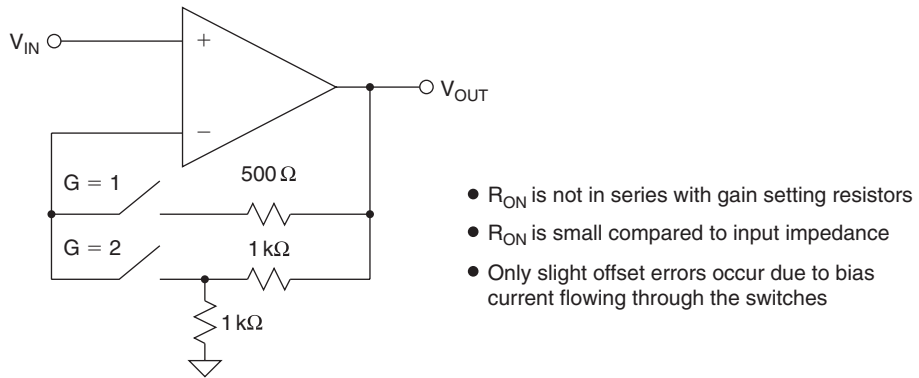 V_IN
+
V_OUT
−
G = 1
500 Ω
G = 2
1 kΩ
1 kΩ
● R_ON is not in series with gain setting resistors
● R_ON is small compared to input impedance
● Only slight offset errors occur due to bias
current flowing through the switches